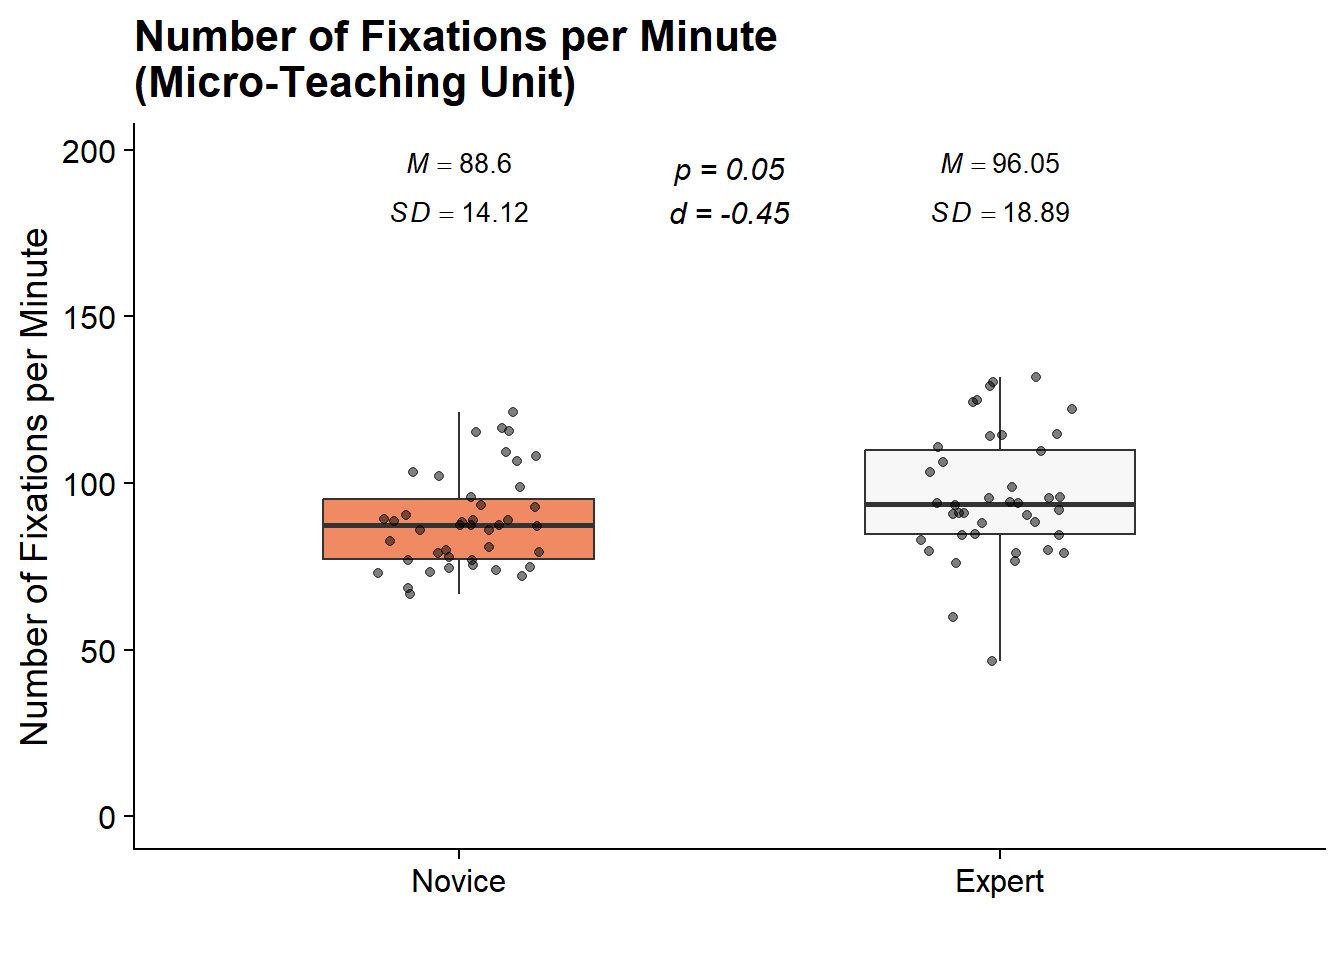 Number of Fixations per Minute
(Micro-Teaching Unit)
Number of Fixations per Minute
200
150
100
50
0
M = 88.6
SD = 14.12
p = 0.05
d = -0.45
M = 96.05
SD = 18.89
Novice
Expert